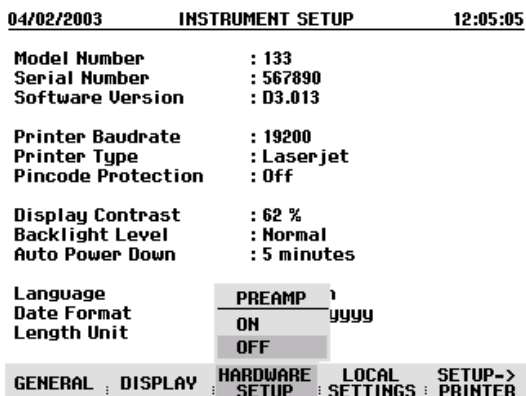 04/02/2003 INSTRUMENT SETUP 12:05:05
Model Number : 133
Serial Number : 567890
Software Version : D3.013
Printer Baudrate : 19200
Printer Type : Laserjet
Pincode Protection : Off
Display Contrast : 62 %
Backlight Level : Normal
Auto Power Down : 5 minutes
Language
Date Format yyyy
Length Unit
PREAMP
ON
OFF
GENERAL DISPLAY HARDWARE SETUP LOCAL SETTINGS SETUP-> PRINTER